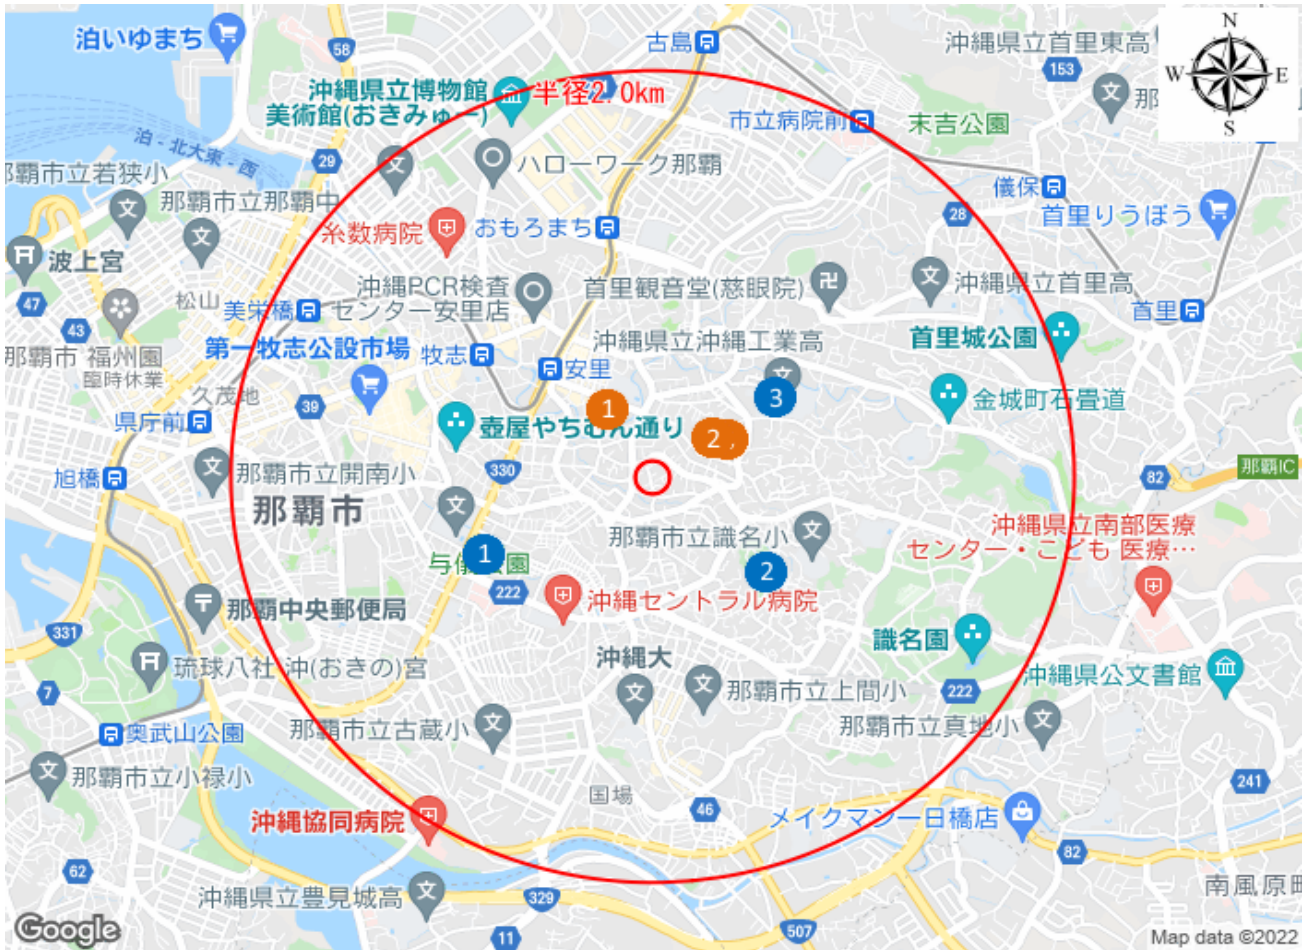 泊いゆまち
58
古島
沖縄県立首里東高
N
W
E
S
153
沖縄県立博物館
美術館(おきみゅー)
半径2.0km
市立病院前
末吉公園
泊-北大東-西
29
ハローワーク那覇
那覇市立若狭小
那覇市立那覇中
儀保
28
首里りうぼう
糸数病院
おもろまち
波上宮
47
43
松山
美栄橋
沖縄PCR検査
センター安里店
首里観音堂(慈眼院)
沖縄県立首里高
首里
那覇市 福州園
臨時休業
第一牧志公設市場
牧志
沖縄県立沖縄工業高
首里城公園
安里
久茂地
39
県庁前
1
3
金城町石畳道
壺屋やちむん通り
2,
旭橋
那覇市立開南小
330
82
那覇IC
那覇市
沖縄県立南部医療
センター・こども 医療…
那覇市立識名小
1
2
222
沖縄セントラル病院
那覇中央郵便局
331
識名園
沖縄大
琉球八社 沖(おきの)宮
沖縄県公文書館
7
那覇市立上間小
222
奥武山公園
那覇市立古蔵小
那覇市立真地小
那覇市立小禄小
241
国場
46
沖縄協同病院
メイクマン一日橋店
82
62
沖縄県立豊見城高
329
南風原町
507
11
Google
Map data ©2022